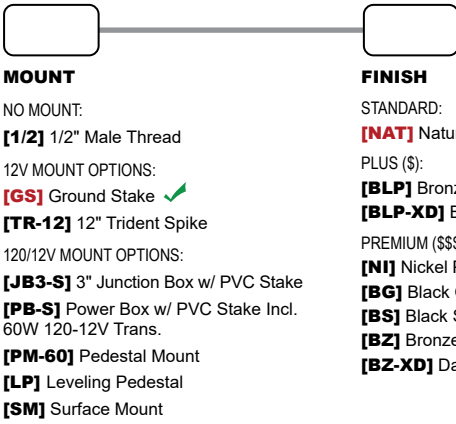 MOUNT
NO MOUNT:
[1/2] 1/2" Male Thread
12V MOUNT OPTIONS:
[GS] Ground Stake
[TR-12] 12" Trident Spike
120/12V MOUNT OPTIONS:
[JB3-S] 3" Junction Box w/ PVC Stake
[PB-S] Power Box w/ PVC Stake Incl.
60W 120-12V Trans.
[PM-60] Pedestal Mount
[LP] Leveling Pedestal
[SM] Surface Mount
FINISH
STANDARD:
[NAT]
PLUS ($):
[BLP]
[BLP-XD]
PREMIUM
[NI] Nickel
[BG] Black
[BS] Black
[BZ] Bronze
[BZ-XD]